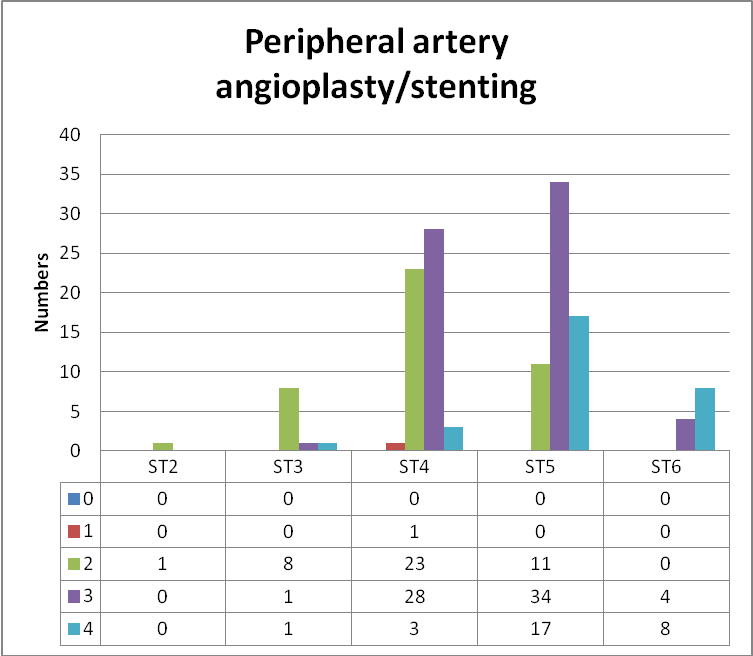 Peripheral artery
angioplasty/stenting
40
35
30
25
20
15
10
5
0
Numbers
ST2 ST3 ST4 ST5 ST6
0 0 0 0 0 0
1 0 0 1 0 0
2 1 8 23 11 0
3 0 1 28 34 4
4 0 1 3 17 8